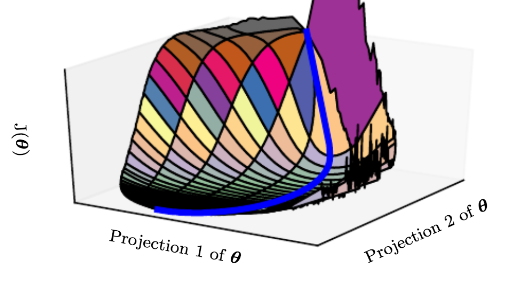 J(θ)
Projection 1 of θ
Projection 2 of θ